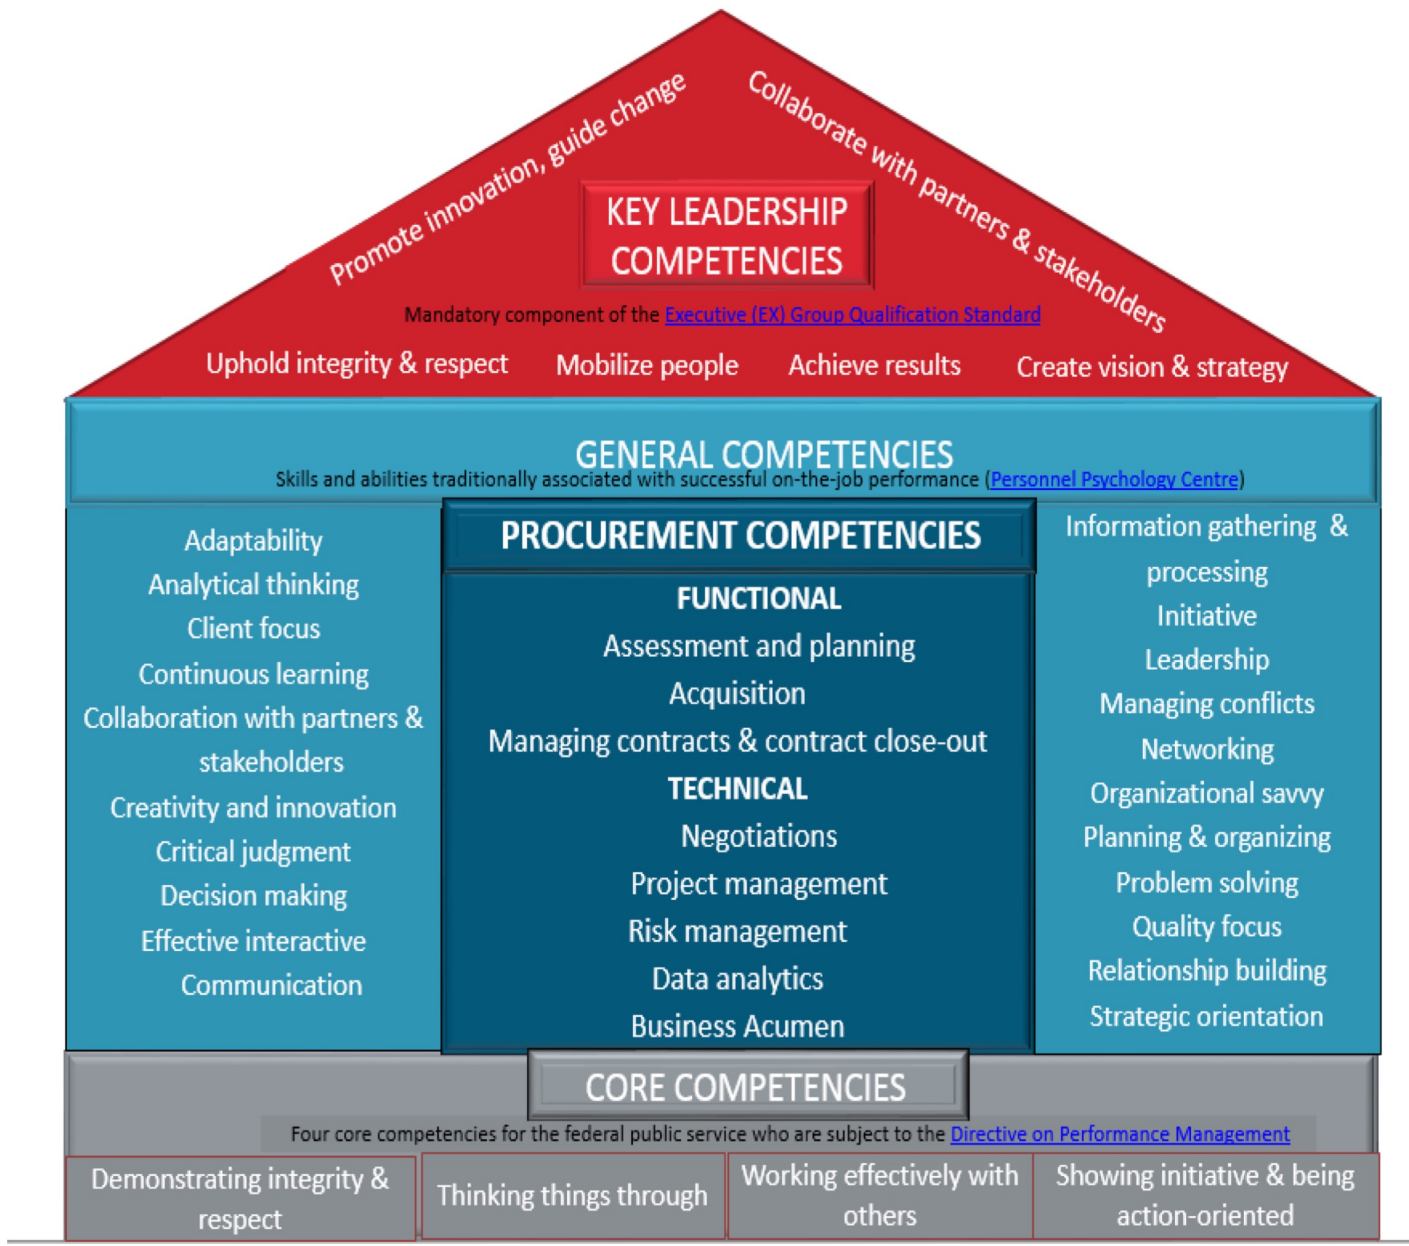 Promote innovation, guide change
Collaborate with partners & stakeholders
KEY LEADERSHIP
COMPETENCIES
Mandatory component of the Executive (EX) Group Qualification Standard
Uphold integrity & respect
Mobilize people
Achieve results
Create vision & strategy
GENERAL COMPETENCIES
Skills and abilities traditionally associated with successful on-the-job performance (Personnel Psychology Centre)
Adaptability
Analytical thinking
Client focus
Continuous learning
Collaboration with partners &
stakeholders
Creativity and innovation
Critical judgment
Decision making
Effective interactive
Communication
PROCUREMENT COMPETENCIES
FUNCTIONAL
Assessment and planning
Acquisition
Managing contracts & contract close-out
TECHNICAL
Negotiations
Project management
Risk management
Data analytics
Business Acumen
Information gathering &
processing
Initiative
Leadership
Managing conflicts
Networking
Organizational savvy
Planning & organizing
Problem solving
Quality focus
Relationship building
Strategic orientation
CORE COMPETENCIES
Four core competencies for the federal public service who are subject to the Directive on Performance Management
Demonstrating integrity &
respect
Thinking things through
Working effectively with
others
Showing initiative & being
action-oriented